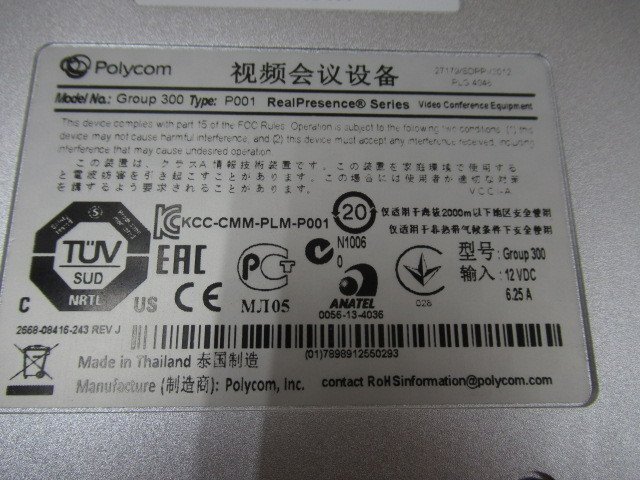 Polycom 视频会议设备
Model No.: Group 300 Type: P001 RealPresence® Series Video Conference Equipment
This device complies with part 15 of the FCC Rules. Operation is subject to the following two conditions: (1) this
device may not cause harmful interference, and (2) this device must accept any interference received, including
interference that may cause undesired operation.
この装置は、クラスA情報技術装置です。この装置を家庭環境で使用する
と電波妨害を引き起こすことがあります。この場合には使用者が適切な対策
を講ずるよう要求されることがあります。 VCCI-A
KCC-CMM-PLM-P001
20
仅适用于海拔2000m以下地区安全使用
仅适用于非热带气候条件下安全使用
TÜV
SUD
NRTL
C US
EAC
CE
МЛ05
N1006
0
ANATEL
0056-13-4036
028
型号: Group 300
输入: 12 VDC
6.25 A
2668-08416-243 REV J
(01)7898912550293
Made in Thailand 泰国制造
Manufacture (制造商): Polycom, Inc. contact RoHSinformation@polycom.com